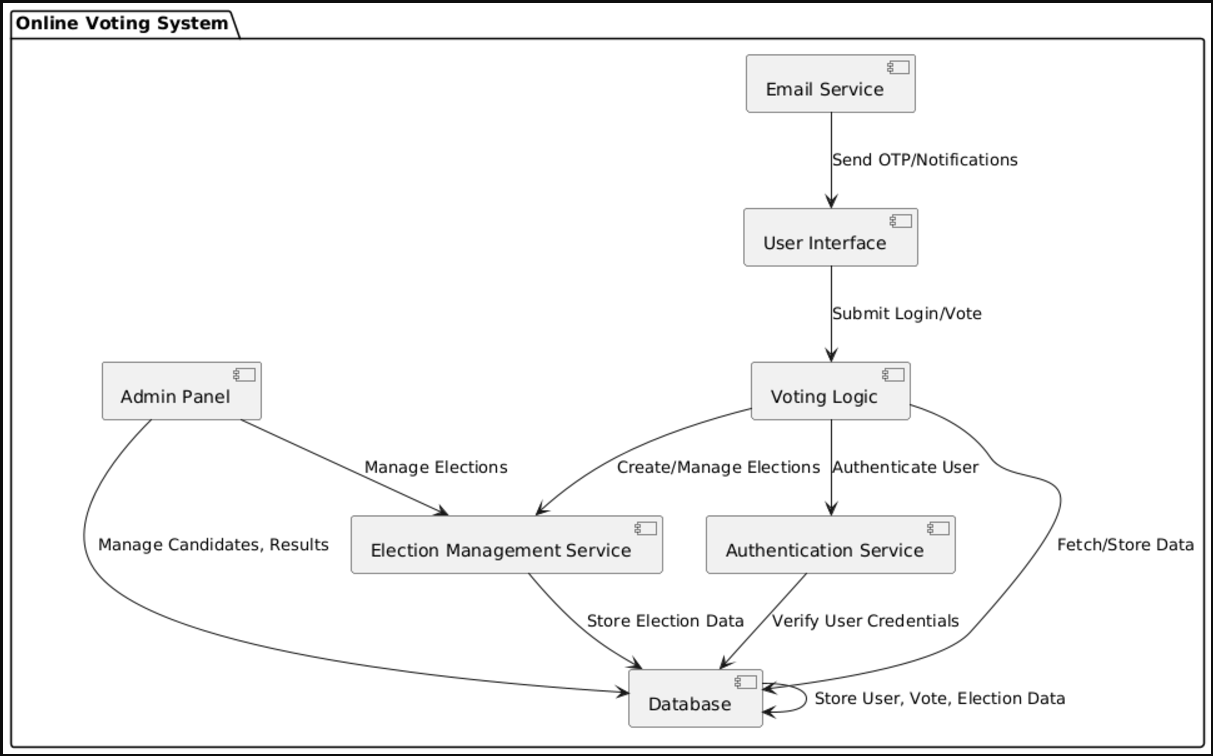 Online Voting System
Email Service
Send OTP/Notifications
User Interface
Submit Login/Vote
Admin Panel
Voting Logic
Manage Elections
Create/Manage Elections
Authenticate User
Manage Candidates, Results
Election Management Service
Authentication Service
Fetch/Store Data
Store Election Data
Verify User Credentials
Database
Store User, Vote, Election Data